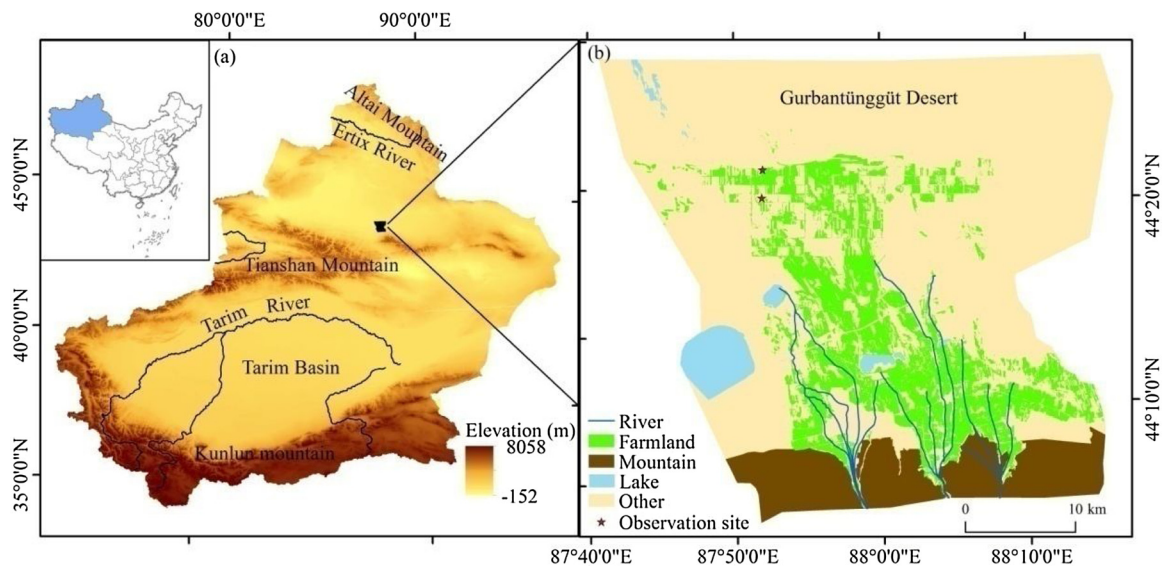 80°0'0"E 90°0'0"E
(a)
(b)
45°0'0"N
40°0'0"N
35°0'0"N
Altai Mountain
Ertix River
Tianshan Mountain
Tarim River
Tarim Basin
Kunlun mountain
Elevation (m)
8058
-152
Gurbantünggüt Desert
44°20'0"N
44°10'0"N
River
Farmland
Mountain
Lake
Other
Observation site
0 10 km
87°40'0"E 87°50'0"E 88°0'0"E 88°10'0"E